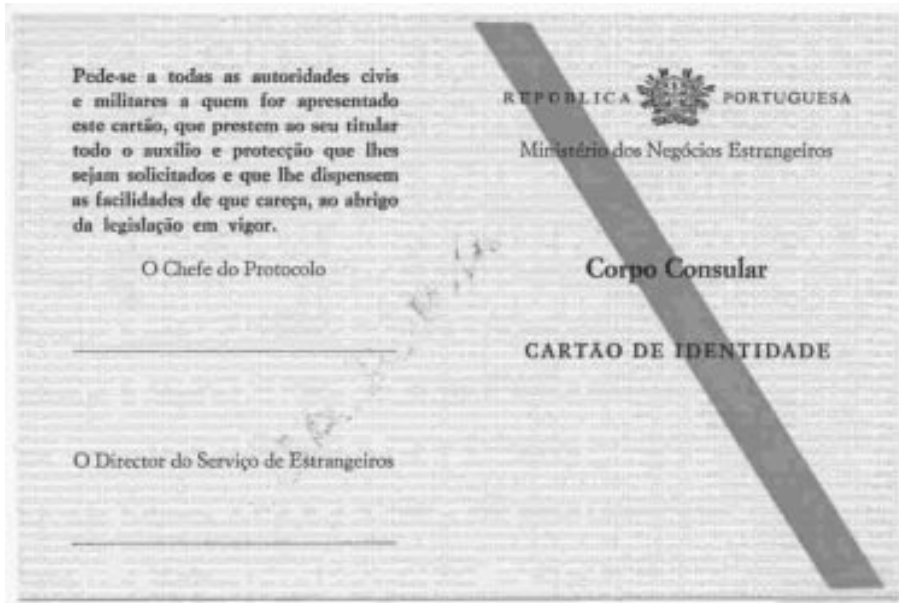 Pede-se a todas as autoridades civis
e militares a quem for apresentado
este cartão, que prestem ao seu titular
todo o auxílio e protecção que lhes
sejam solicitados e que lhe dispensem
as facilidades de que careça, ao abrigo
da legislação em vigor.
O Chefe do Protocolo
O Director do Serviço de Estrangeiros
REPÚBLICA PORTUGUESA
Ministério dos Negócios Estrangeiros
Corpo Consular
CARTÃO DE IDENTIDADE